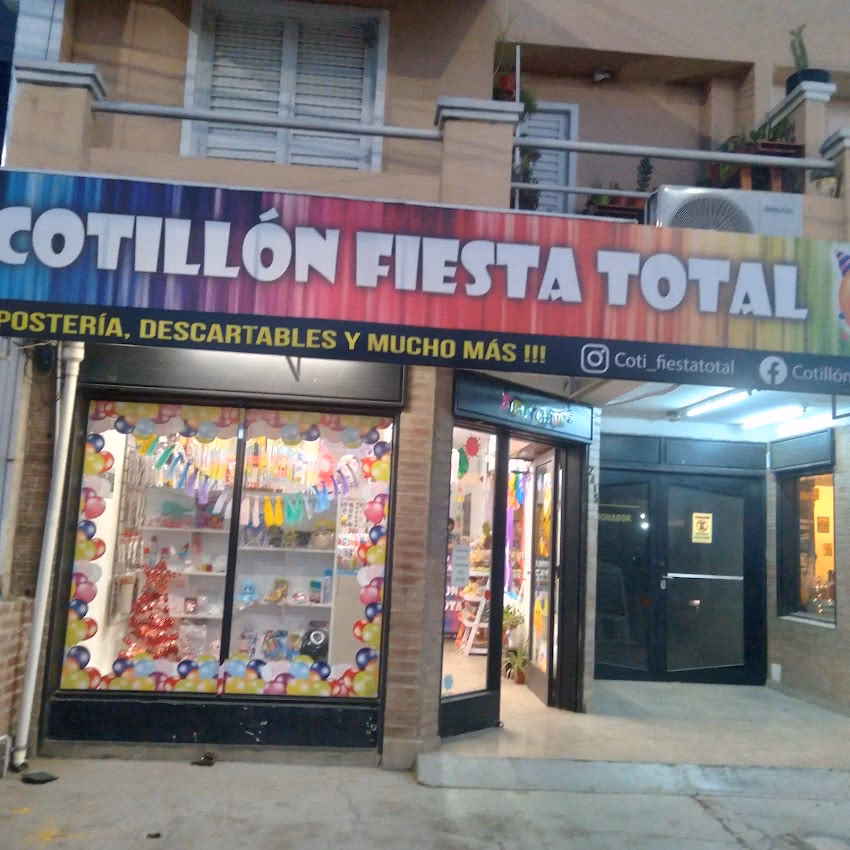 COTILLÓN FIESTA TOTAL
POSTERÍA, DESCARTABLES Y MUCHO MÁS !!!
Coti_fiestatotal
Cotillón